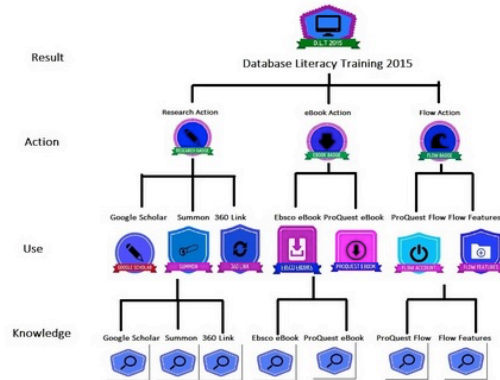 D.L.T 2015
Result
Database Literacy Training 2015
Research Action
eBook Action
Flow Action
Action
RESEARCH BADGE
EBOOK BADGE
FLOW BADGE
Google Scholar
Summon
360 Link
Ebsco eBook
ProQuest eBook
ProQuest Flow
Flow Features
Use
GOOGLE SCHOLAR
SUMMON
360 LINK
EBSCO EBOOKS
PROQUEST EBOOK
FLOW ACCOUNT
FLOW FEATURES
Knowledge
Google Scholar
Summon
360 Link
Ebsco eBook
ProQuest eBook
ProQuest Flow
Flow Features